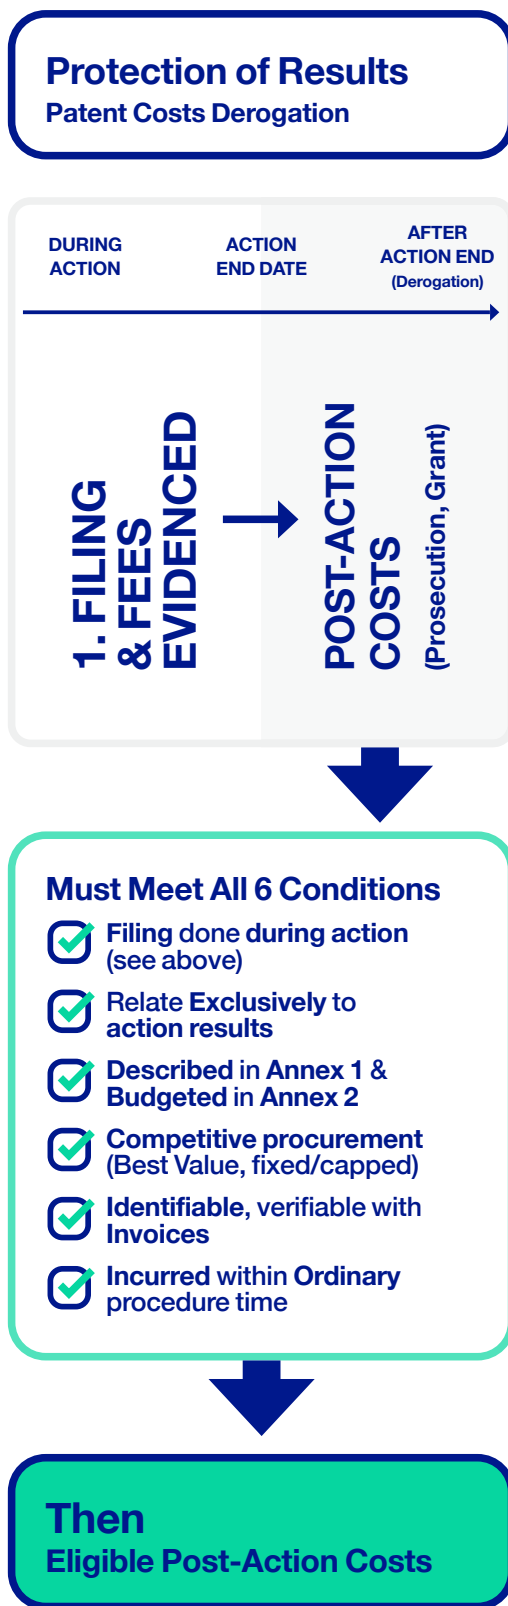 Protection of Results
Patent Costs Derogation
DURING
ACTION
ACTION
END DATE
AFTER
ACTION END
(Derogation)
1. FILING
& FEES
EVIDENCED
POST-ACTION
COSTS
(Prosecution, Grant)
Must Meet All 6 Conditions
Filing done during action
(see above)
Relate Exclusively to
action results
Described in Annex 1 &
Budgeted in Annex 2
Competitive procurement
(Best Value, fixed/capped)
Identifiable, verifiable with
Invoices
Incurred within Ordinary
procedure time
Then
Eligible Post-Action Costs